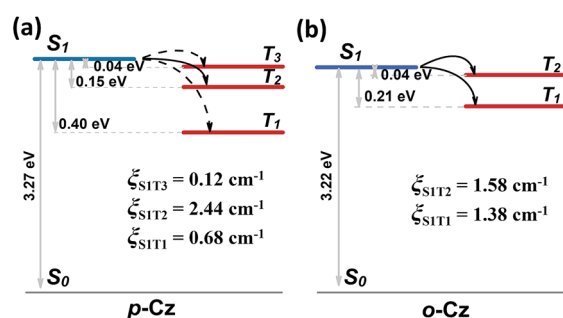 (a)
S₁
T₃
0.04 eV
T₂
0.15 eV
0.40 eV
T₁
3.27 eV
ξS1T3 = 0.12 cm⁻¹
ξS1T2 = 2.44 cm⁻¹
ξS1T1 = 0.68 cm⁻¹
S₀
p-Cz
(b)
S₁
T₂
0.04 eV
0.21 eV
T₁
3.22 eV
ξS1T2 = 1.58 cm⁻¹
ξS1T1 = 1.38 cm⁻¹
S₀
o-Cz